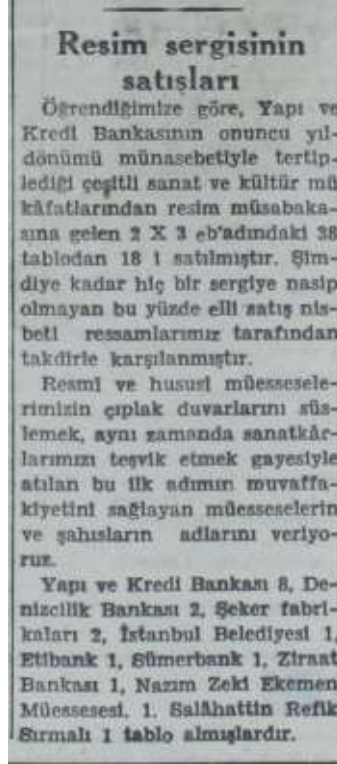 Resim sergisinin
satışları
Öğrendiğimize göre, Yapı ve
Kredi Bankasının onuncu yıl-
dönümü münasebetiyle tertip-
lediği çeşitli sanat ve kültür mü
kâfatlarından resim müsabaka-
sına gelen 2 X 3 eb'adındaki 38
tablodan 18 i satılmıştır. Şim-
diye kadar hiç bir sergiye nasip
olmayan bu yüzde elli satış nis-
beti ressamlarımız tarafından
takdirle karşılanmıştır.
Resmî ve hususî müessesele-
rimizin çıplak duvarlarını süs-
lemek, aynı zamanda sanatkâr-
larımızı teşvik etmek gayesiyle
atılan bu ilk adımın muvaffa-
kiyetini sağlayan müesseselerin
ve şahısların adlarını veriyo-
ruz.
Yapı ve Kredi Bankası 8, De-
nizcilik Bankası 2, Şeker fabri-
kaları 2, İstanbul Belediyesi 1,
Etibank 1, Sümerbank 1, Ziraat
Bankası 1, Nazım Zeki Ekemen
Müessesesi, 1, Salâhattin Refik
Sırmalı 1 tablo almışlardır.